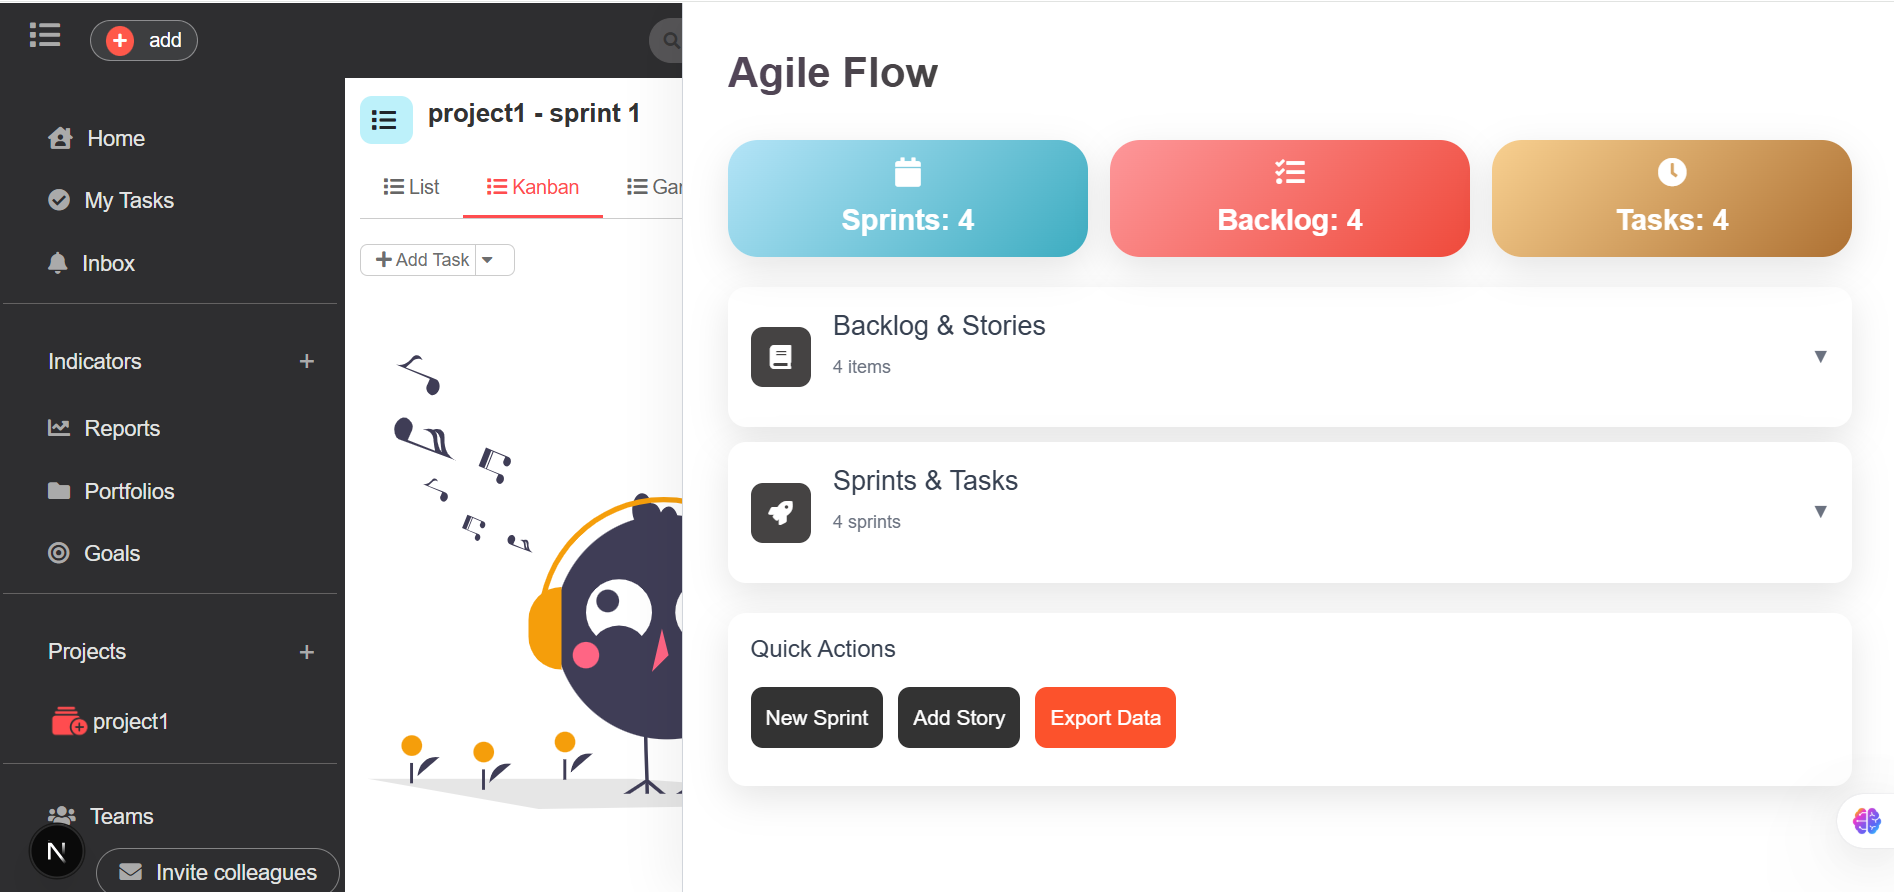 add
Home
My Tasks
Inbox
Indicators +
Reports
Portfolios
Goals
Projects +
project1
Teams
N
Invite colleagues
project1 - sprint 1
List
Kanban
Add Task
Agile Flow
Sprints: 4
Backlog: 4
Tasks: 4
Backlog & Stories
4 items
Sprints & Tasks
4 sprints
Quick Actions
New Sprint
Add Story
Export Data